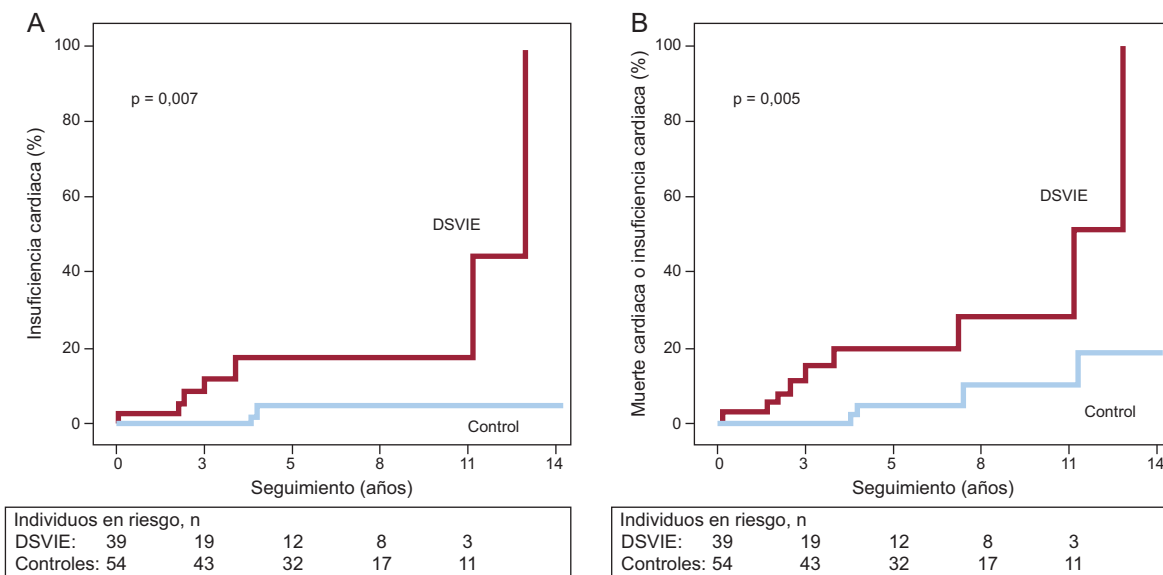 A
Insuficiencia cardiaca (%)
100
80
60
40
20
0
p = 0,007
DSVIE
Control
0 3 5 8 11 14
Seguimiento (años)
Individuos en riesgo, n
DSVIE: 39 19 12 8 3
Controles: 54 43 32 17 11
B
Muerte cardiaca o insuficiencia cardiaca (%)
100
80
60
40
20
0
p = 0,005
DSVIE
Control
0 3 5 8 11 14
Seguimiento (años)
Individuos en riesgo, n
DSVIE: 39 19 12 8 3
Controles: 54 43 32 17 11